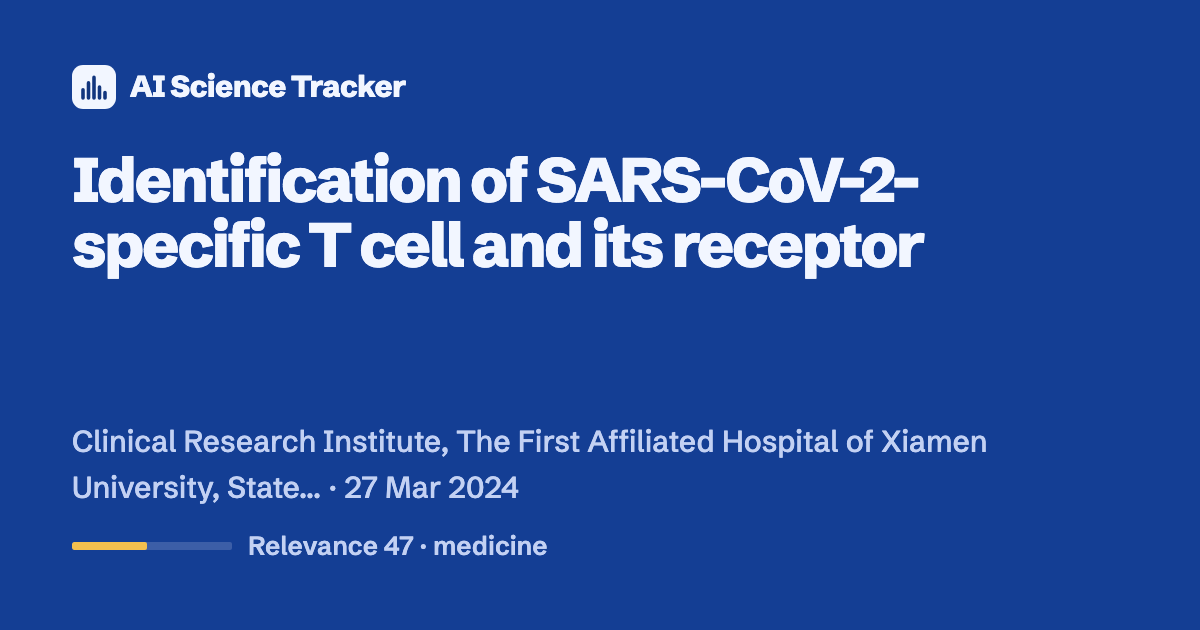 AI Science Tracker
Identification of SARS-CoV-2-
specific T cell and its receptor
Clinical Research Institute, The First Affiliated Hospital of Xiamen
University, State... · 27 Mar 2024
Relevance 47 · medicine